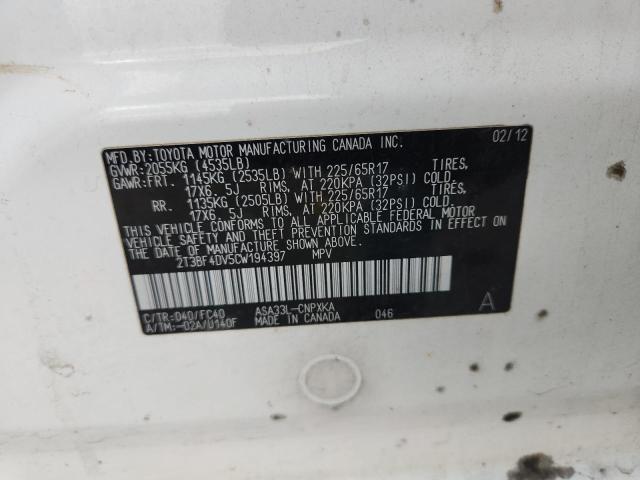 MFD.BY:TOYOTA MOTOR MANUFACTURING CANADA INC. 02/12
GVWR:2055KG (4535LB)
GAWR:FRT. 1145KG (2535LB) WITH 225/65R17 TIRES,
17X6. 5J RIMS, AT 220KPA (32PSI) COLD.
RR. 1135KG (2505LB) WITH 225/65R17 TIRES,
17X6. 5J RIMS, AT 220KPA (32PSI) COLD.
THIS VEHICLE CONFORMS TO ALL APPLICABLE FEDERAL MOTOR
VEHICLE SAFETY AND THEFT PREVENTION STANDARDS IN EFFECT
ON THE DATE OF MANUFACTURE SHOWN ABOVE.
2T3BF4DV5CW194397 MPV
C/TR:040/FC40 ASA33L-CNPXKA A
A/TM:-02A/U140F MADE IN CANADA 046